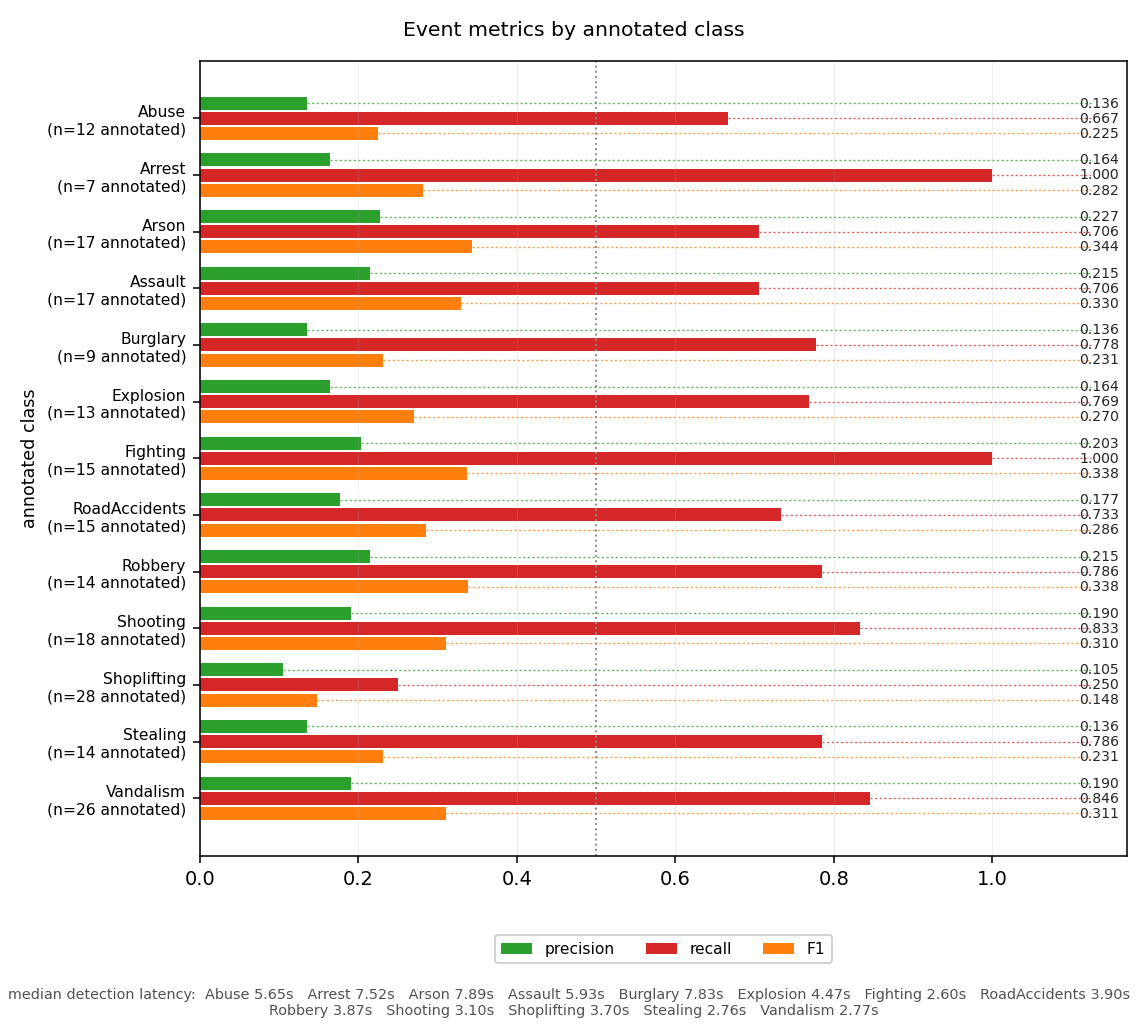 Event metrics by annotated class
annotated class
Abuse
(n=12 annotated)
0.136
0.667
0.225
Arrest
(n=7 annotated)
0.164
1.000
0.282
Arson
(n=17 annotated)
0.227
0.706
0.344
Assault
(n=17 annotated)
0.215
0.706
0.330
Burglary
(n=9 annotated)
0.136
0.778
0.231
Explosion
(n=13 annotated)
0.164
0.769
0.270
Fighting
(n=15 annotated)
0.203
1.000
0.338
RoadAccidents
(n=15 annotated)
0.177
0.733
0.286
Robbery
(n=14 annotated)
0.215
0.786
0.338
Shooting
(n=18 annotated)
0.190
0.833
0.310
Shoplifting
(n=28 annotated)
0.105
0.250
0.148
Stealing
(n=14 annotated)
0.136
0.786
0.231
Vandalism
(n=26 annotated)
0.190
0.846
0.311
0.0 0.2 0.4 0.6 0.8 1.0
precision recall F1
median detection latency: Abuse 5.65s Arrest 7.52s Arson 7.89s Assault 5.93s Burglary 7.83s Explosion 4.47s Fighting 2.60s RoadAccidents 3.90s
Robbery 3.87s Shooting 3.10s Shoplifting 3.70s Stealing 2.76s Vandalism 2.77s